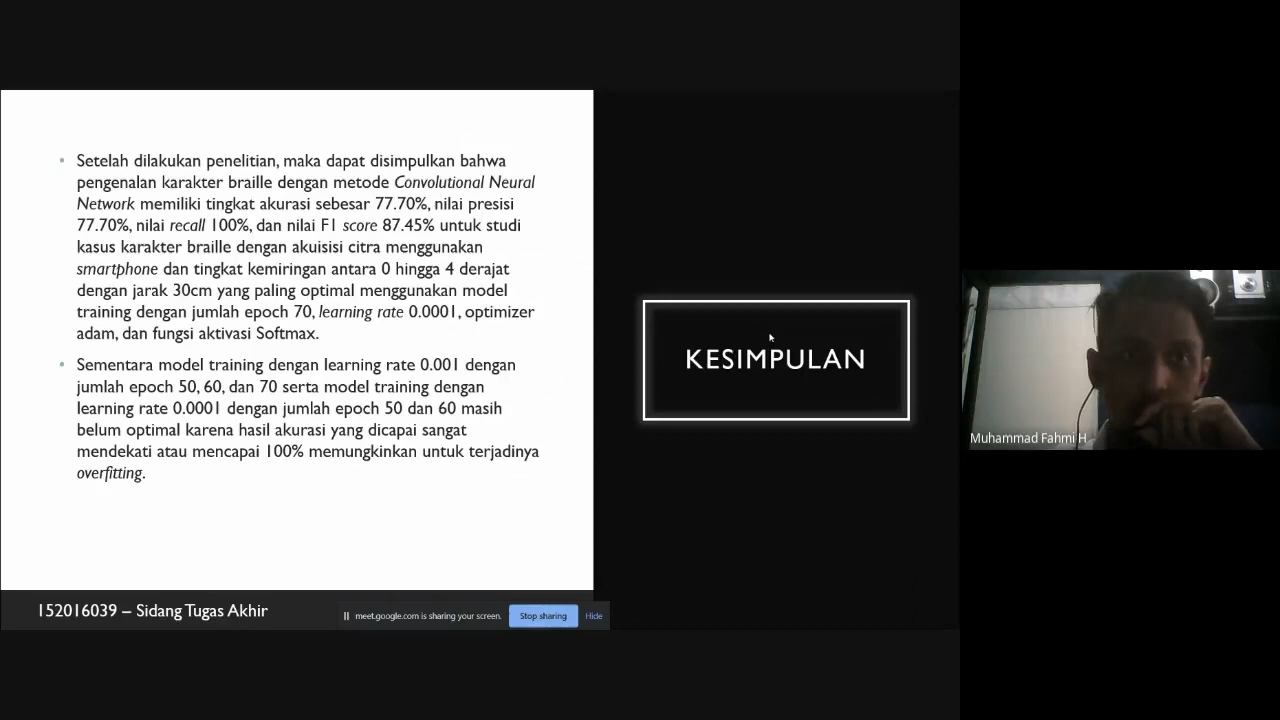 Setelah dilakukan penelitian, maka dapat disimpulkan bahwa
pengenalan karakter braille dengan metode Convolutional Neural
Network memiliki tingkat akurasi sebesar 77.70%, nilai presisi
77.70%, nilai recall 100%, dan nilai F1 score 87.45% untuk studi
kasus karakter braille dengan akuisisi citra menggunakan
smartphone dan tingkat kemiringan antara 0 hingga 4 derajat
dengan jarak 30cm yang paling optimal menggunakan model
training dengan jumlah epoch 70, learning rate 0.0001, optimizer
adam, dan fungsi aktivasi Softmax.
Sementara model training dengan learning rate 0.001 dengan
jumlah epoch 50, 60, dan 70 serta model training dengan
learning rate 0.0001 dengan jumlah epoch 50 dan 60 masih
belum optimal karena hasil akurasi yang dicapai sangat
mendekati atau mencapai 100% memungkinkan untuk terjadinya
overfitting.
KESIMPULAN
Muhammad Fahmi H
152016039 – Sidang Tugas Akhir
meet.google.com is sharing your screen.
Stop sharing
Hide